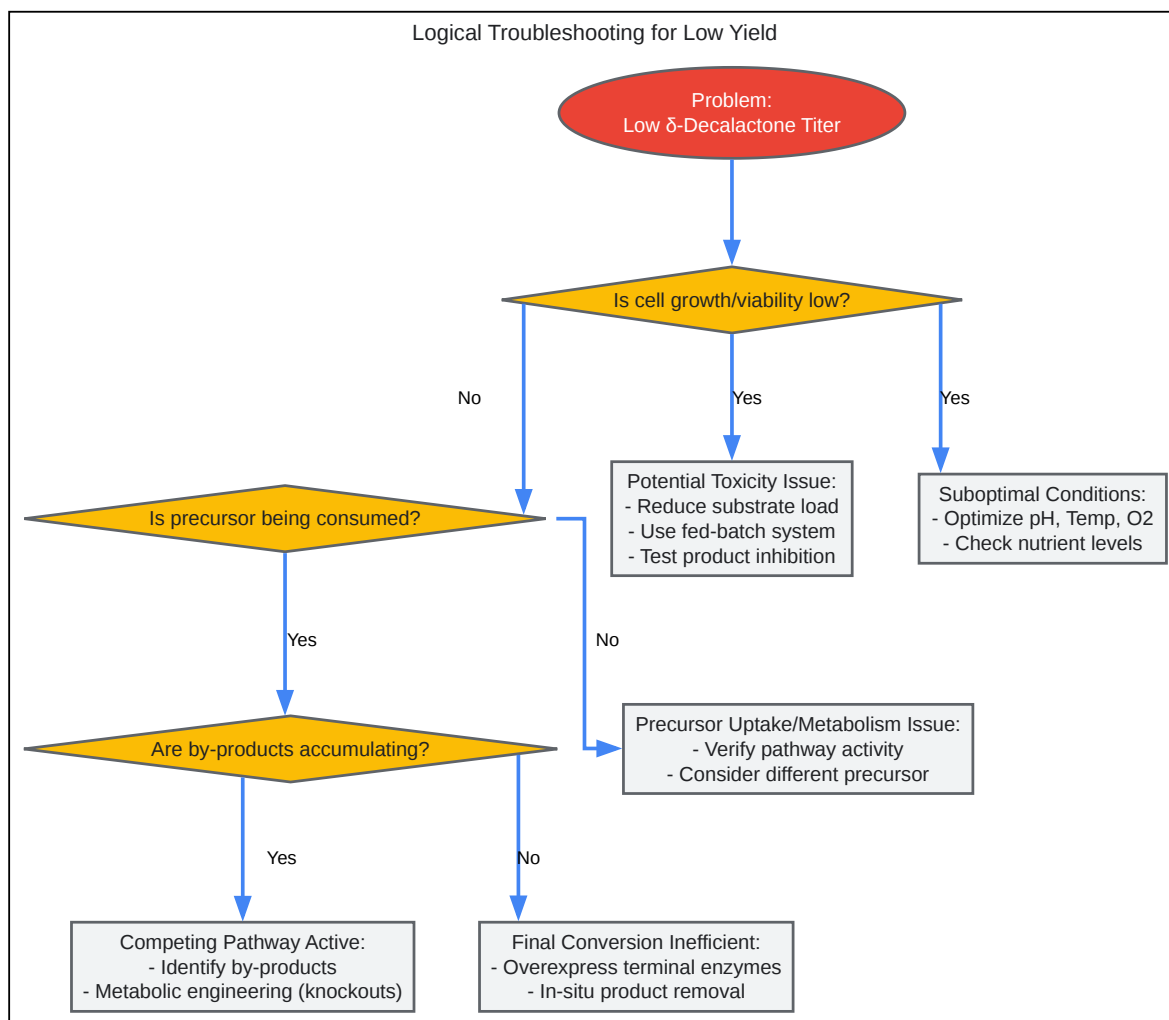 Logical Troubleshooting for Low Yield
Problem:
Low δ-Decalactone Titer
Is cell growth/viability low?
No
Yes
Yes
Potential Toxicity Issue:
- Reduce substrate load
- Use fed-batch system
- Test product inhibition
Suboptimal Conditions:
- Optimize pH, Temp, O2
- Check nutrient levels
Is precursor being consumed?
Yes
No
Precursor Uptake/Metabolism Issue:
- Verify pathway activity
- Consider different precursor
Are by-products accumulating?
Yes
No
Competing Pathway Active:
- Identify by-products
- Metabolic engineering (knockouts)
Final Conversion Inefficient:
- Overexpress terminal enzymes
- In-situ product removal